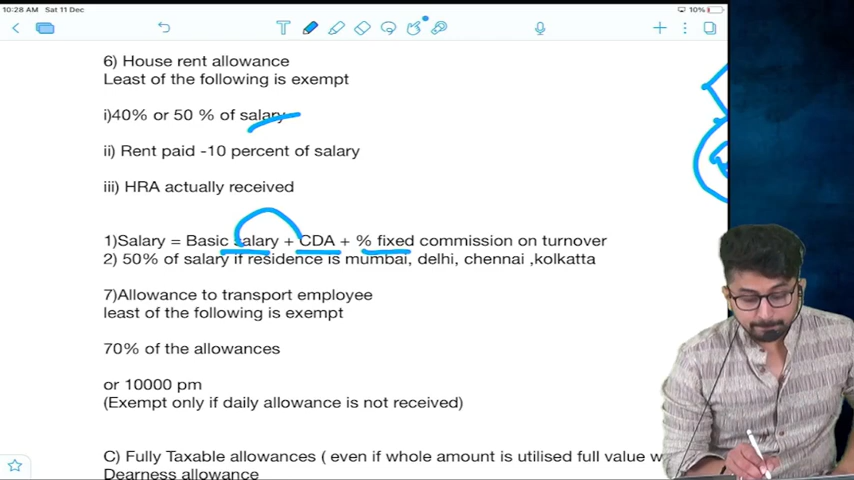 10:28 AM Sat 11 Dec
10%
6) House rent allowance
Least of the following is exempt
i)40% or 50 % of salary
ii) Rent paid -10 percent of salary
iii) HRA actually received
1)Salary = Basic salary + CDA + % fixed commission on turnover
2) 50% of salary if residence is mumbai, delhi, chennai ,kolkatta
7)Allowance to transport employee
least of the following is exempt
70% of the allowances
or 10000 pm
(Exempt only if daily allowance is not received)
C) Fully Taxable allowances ( even if whole amount is utilised full value w
Dearness allowance